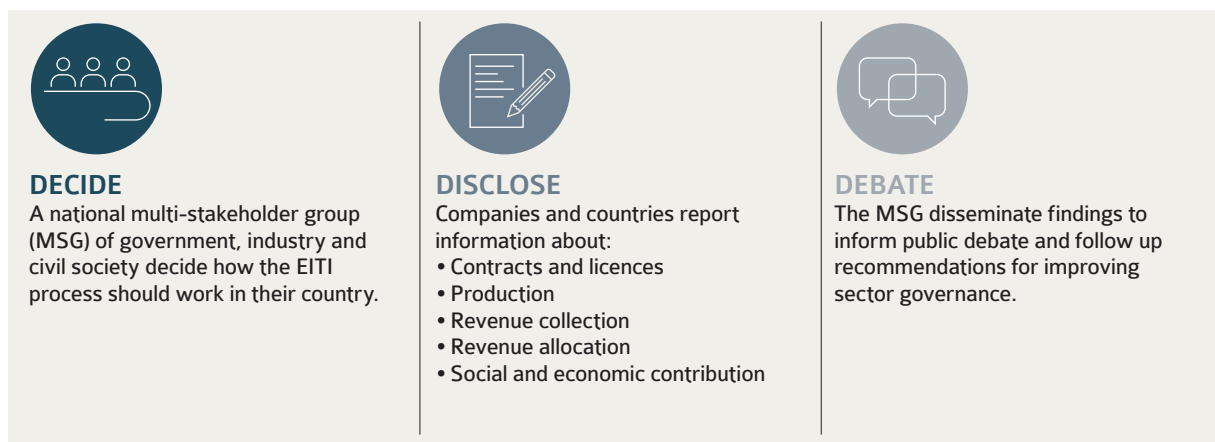 DECIDE
A national multi-stakeholder group
(MSG) of government, industry and
civil society decide how the EITI
process should work in their country.
DISCLOSE
Companies and countries report
information about:
• Contracts and licences
• Production
• Revenue collection
• Revenue allocation
• Social and economic contribution
DEBATE
The MSG disseminate findings to
inform public debate and follow up
recommendations for improving
sector governance.